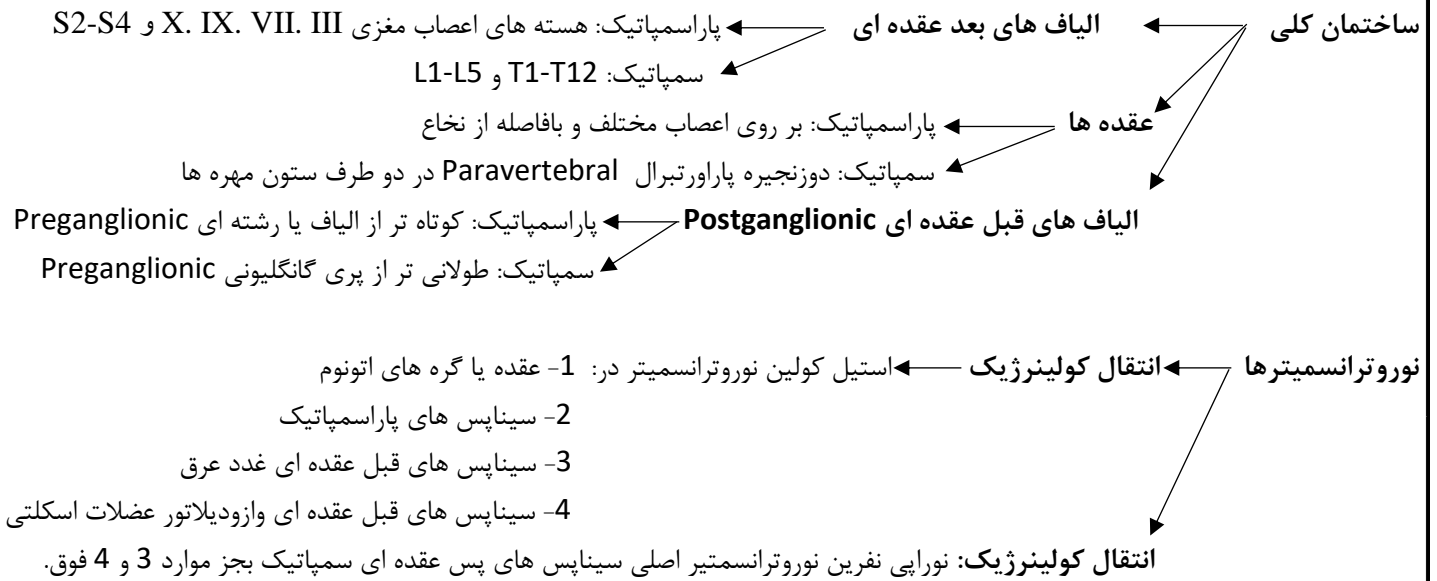 ساختمان کلی الیاف های بعد عقده ای پاراسمپاتیک: هسته های اعصاب مغزی X. IX. VII. III و S2-S4
سمپاتیک: T1-T12 و L1-L5
عقده ها پاراسمپاتیک: بر روی اعصاب مختلف و بافاصله از نخاع
سمپاتیک: دوزنجیره پاراورتبرال Paravertebral در دو طرف ستون مهره ها
الیاف های قبل عقده ای Postganglionic پاراسمپاتیک: کوتاه تر از الیاف یا رشته ای Preganglionic
سمپاتیک: طولانی تر از پری گانگلیونی Preganglionic
نوروترانسمیترها انتقال کولینرژیک استیل کولین نوروترانسمیتر در: 1- عقده یا گره های اتونوم
2- سیناپس های پاراسمپاتیک
3- سیناپس های قبل عقده ای غدد عرق
4- سیناپس های قبل عقده ای وازودیلاتور عضلات اسکلتی
انتقال کولینرژیک: نوراپی نفرین نوروترانسمتیر اصلی سیناپس های پس عقده ای سمپاتیک بجز موارد 3 و 4 فوق.